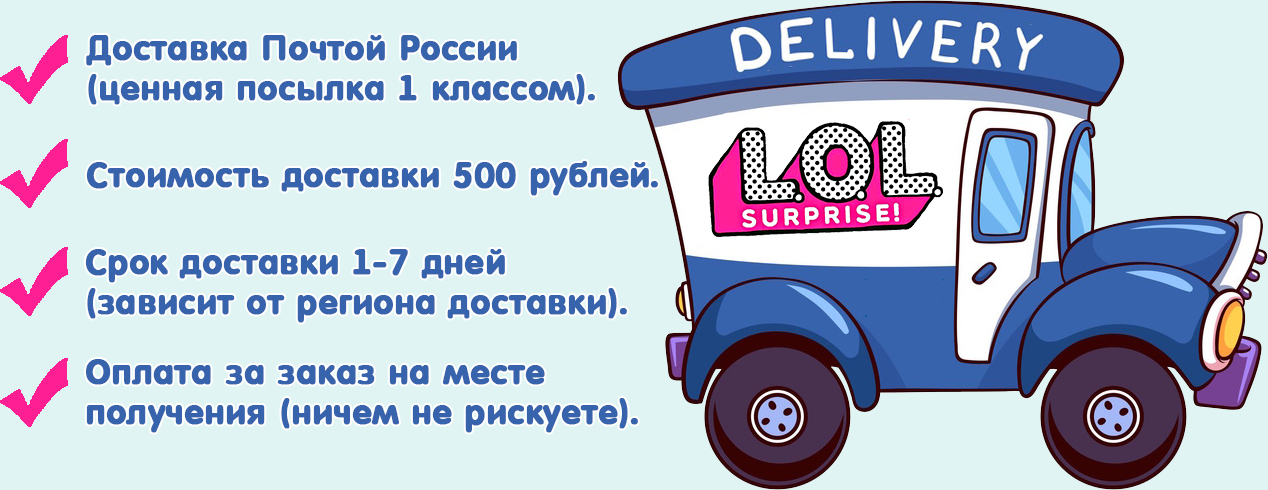 Доставка Почтой России
(ценная посылка 1 классом).
Стоимость доставки 500 рублей.
Срок доставки 1-7 дней
(зависит от региона доставки).
Оплата за заказ на месте
получения (ничем не рискуете).
DELIVERY
L.O.L.
SURPRISE!